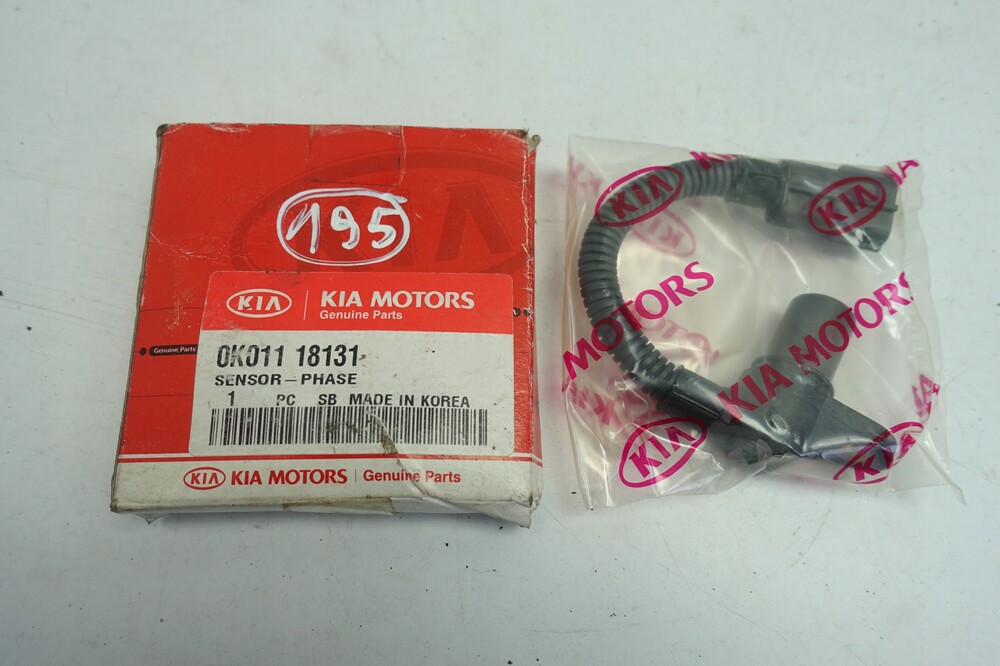 KIA
195
KIA KIA MOTORS
Genuine Parts
Genuine Parts
0K011 18131
SENSOR – PHASE
1 PC SB MADE IN KOREA
KIA KIA MOTORS Genuine Parts
KIA
KIA
KIA MOTORS
KIA
KIA
MOTORS